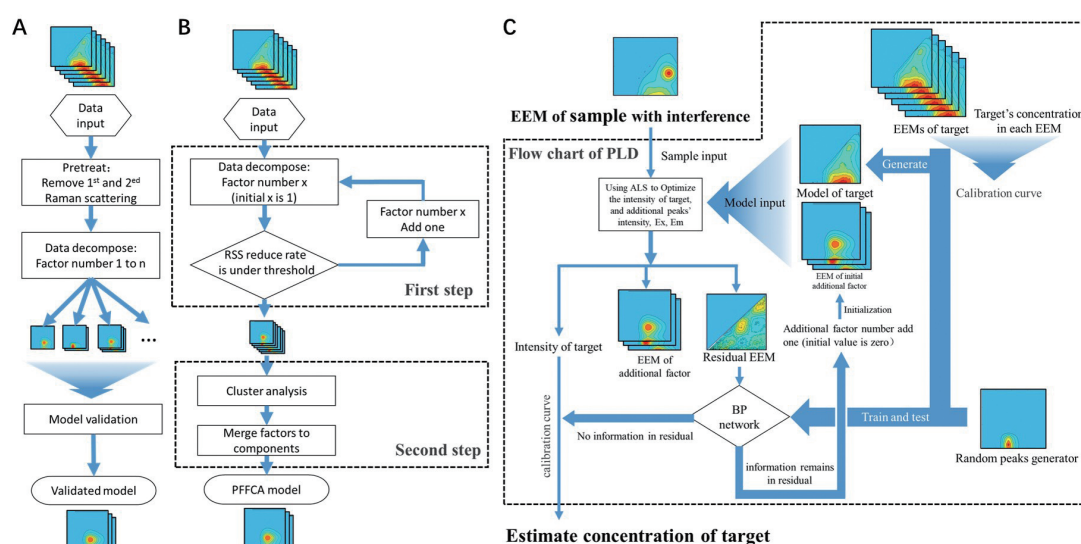 A
Data
input
Pretreat:
Remove 1st and 2ed
Raman scattering
Data decompose:
Factor number 1 to n
...
Model validation
Validated model
B
Data
input
Data decompose:
Factor number x
(initial x is 1)
Factor number x
Add one
RSS reduce rate
is under threshold
First step
Cluster analysis
Merge factors to
components
Second step
PFFCA model
C
EEM of sample with interference
EEMs of target
Target's concentration
in each EEM
Flow chart of PLD
Sample input
Generate
Using ALS to Optimize
the intensity of target,
and additional peaks'
intensity, Ex, Em
Model input
Model of target
Calibration curve
EEM of initial
additional factor
Initialization
Additional factor number add
one (initial value is zero)
Intensity of target
EEM of
additional factor
Residual EEM
calibration curve
BP
network
Train and test
No information in residual
information remains
in residual
Random peaks generator
Estimate concentration of target